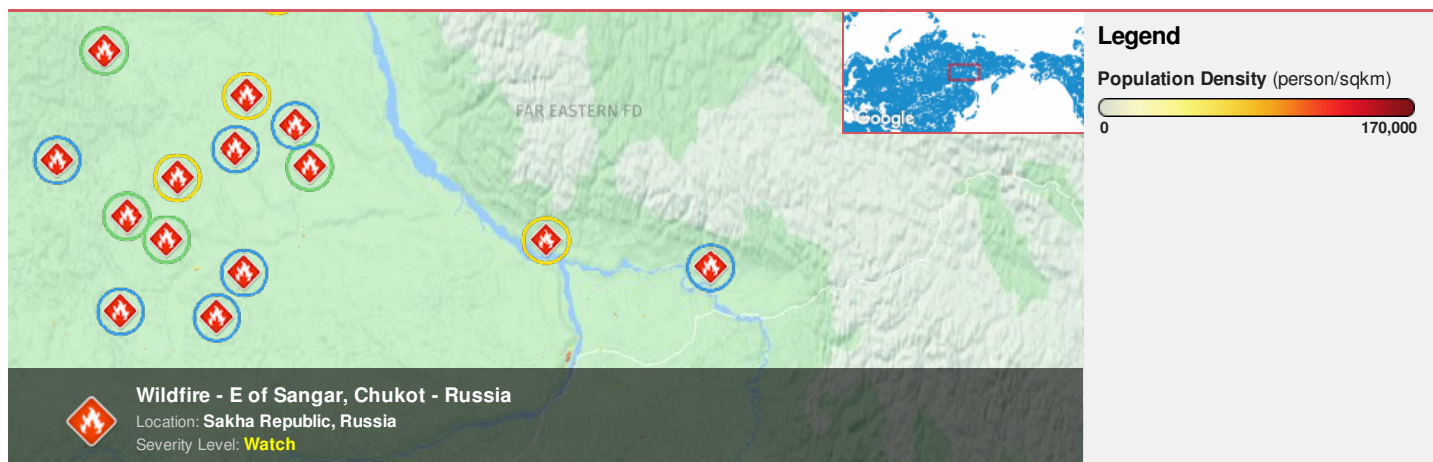 FAR EASTERN FD
Google
Legend
Population Density (person/sqkm)
0 170,000
Wildfire - E of Sangar, Chukot - Russia
Location: Sakha Republic, Russia
Severity Level: Watch